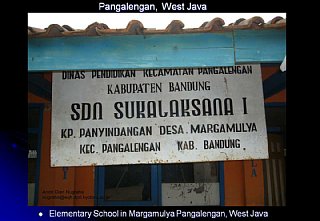 Pangalengan, West Java
DINAS PENDIDIKAN KECAMATAN PANGALENGAN
KABUPATEN BANDUNG
SDN SUKALAKSANA I
KP. PANYINDANGAN DESA. MARGAMULYA
KEC. PANGALENGAN KAB. BANDUNG
Elementary School in Margamulya Pangalengan, West Java